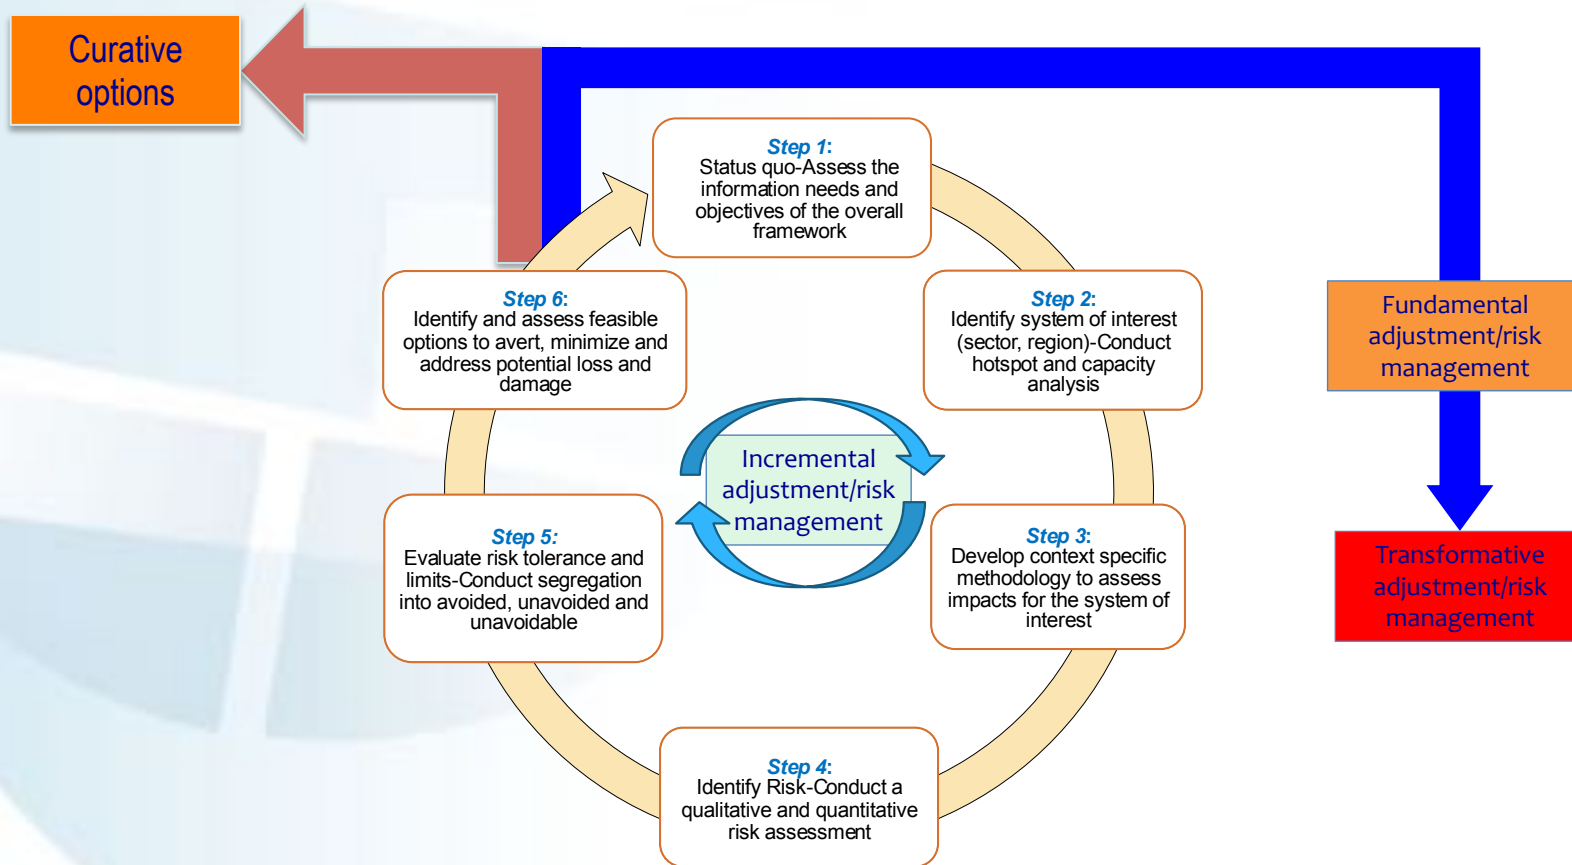 Curative
options
Step 1:
Status quo-Assess the
information needs and
objectives of the overall
framework
Step 2:
Identify system of interest
(sector, region)-Conduct
hotspot and capacity
analysis
Step 3:
Develop context specific
methodology to assess
impacts for the system of
interest
Step 4:
Identify Risk-Conduct a
qualitative and quantitative
risk assessment
Step 5:
Evaluate risk tolerance and
limits-Conduct segregation
into avoided, unavoided and
unavoidable
Step 6:
Identify and assess feasible
options to avert, minimize and
address potential loss and
damage
Incremental
adjustment/risk
management
Fundamental
adjustment/risk
management
Transformative
adjustment/risk
management